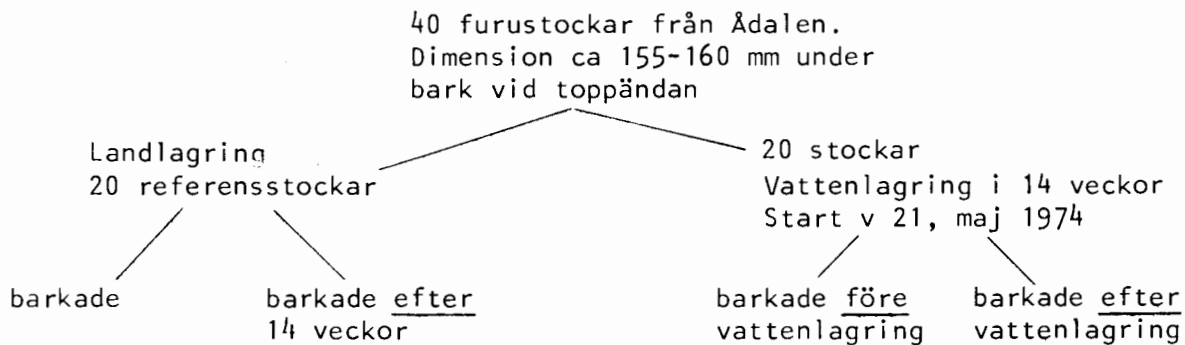 40 furustockar från Ådalen.
Dimension ca 155-160 mm under
bark vid toppändan
Landlagring
20 referensstockar
20 stockar
Vattenlagring i 14 veckor
Start v 21, maj 1974
barkade
barkade efter
14 veckor
barkade före
vattenlagring
barkade efter
vattenlagring